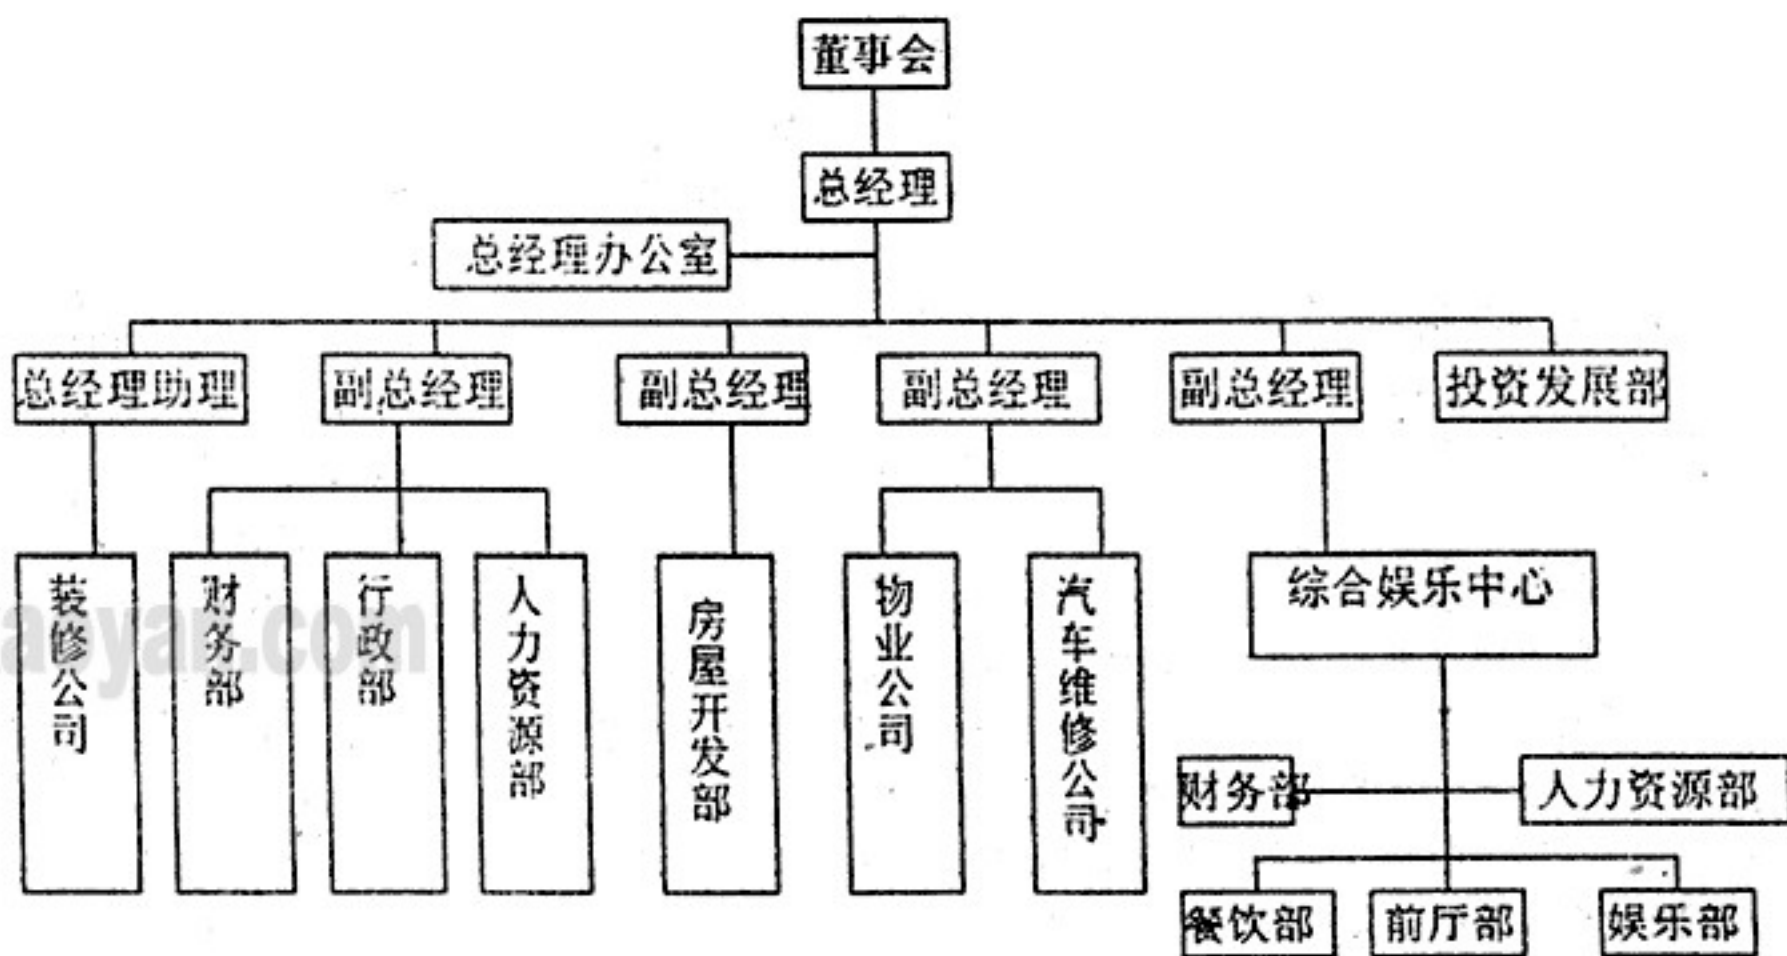 董事会
总经理
总经理办公室
总经理助理
副总经理
副总经理
副总经理
副总经理
投资发展部
装修公司
财务部
行政部
人力资源部
房屋开发部
物业公司
汽车维修公司
综合娱乐中心
财务部
人力资源部
餐饮部
前厅部
娱乐部